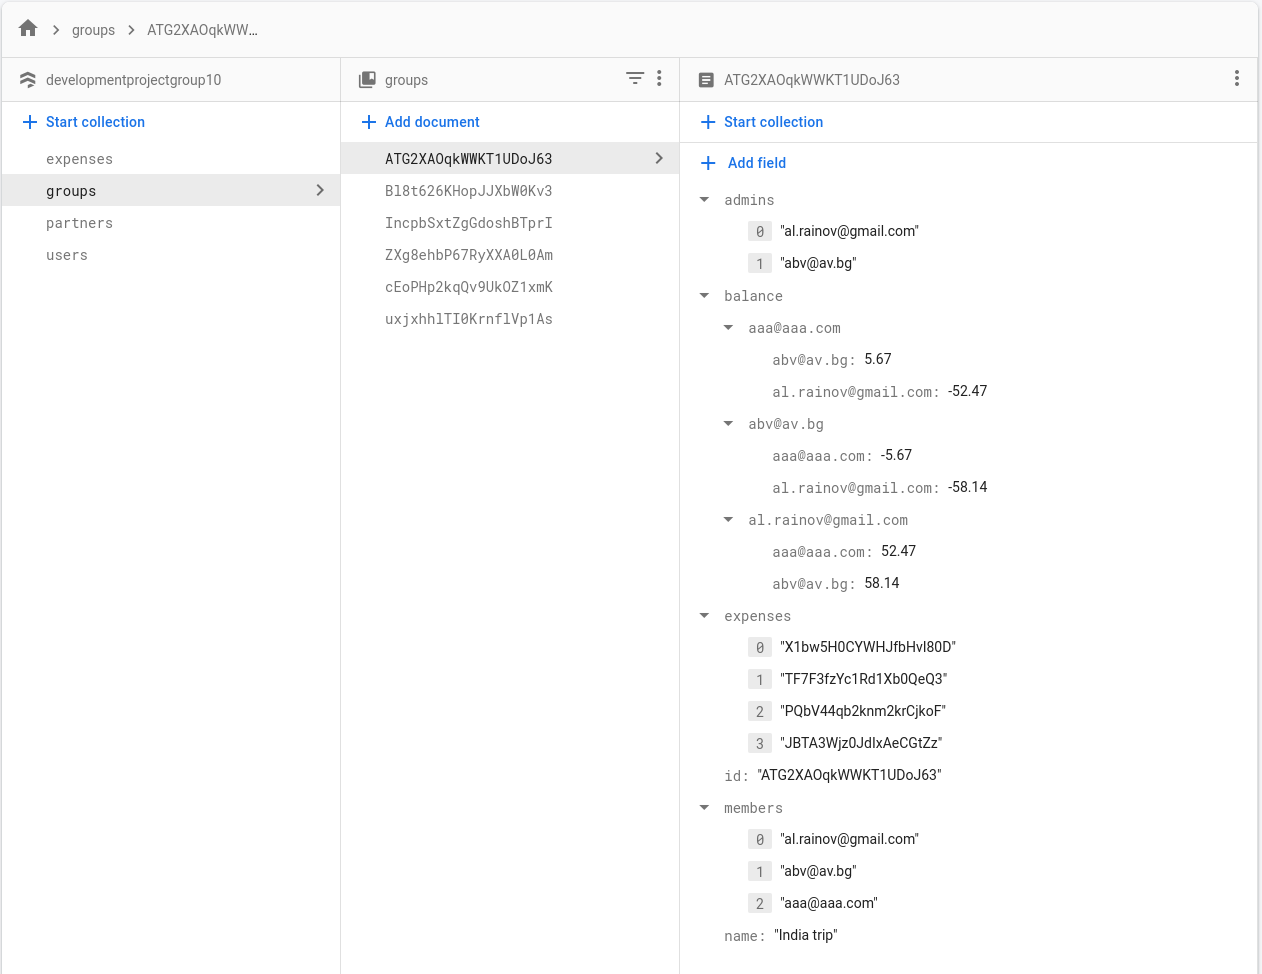 groups
ATG2XAOqkWW...
developmentprojectgroup10
Start collection
expenses
groups
partners
users
groups
Add document
ATG2XAOqkWWKT1UDoJ63
Bl8t626KHopJJXbW0Kv3
IncpbSxtZgGdoshBTprI
ZXg8ehbP67RyXXA0L0Am
cEoPHp2kqQv9UkOZ1xmK
uxjxhhlTI0KrnflVp1As
ATG2XAOqkWWKT1UDoJ63
Start collection
Add field
admins
0 "al.rainov@gmail.com"
1 "abv@av.bg"
balance
aaa@aaa.com
abv@av.bg: 5.67
al.rainov@gmail.com: -52.47
abv@av.bg
aaa@aaa.com: -5.67
al.rainov@gmail.com: -58.14
al.rainov@gmail.com
aaa@aaa.com: 52.47
abv@av.bg: 58.14
expenses
0 "X1bw5H0CYWHJfbHvI80D"
1 "TF7F3fzYc1Rd1Xb0QeQ3"
2 "PQbV44qb2knm2krCjkoF"
3 "JBTA3Wjz0JdIxAeCGtZz"
id: "ATG2XAOqkWWKT1UDoJ63"
members
0 "al.rainov@gmail.com"
1 "abv@av.bg"
2 "aaa@aaa.com"
name: "India trip"